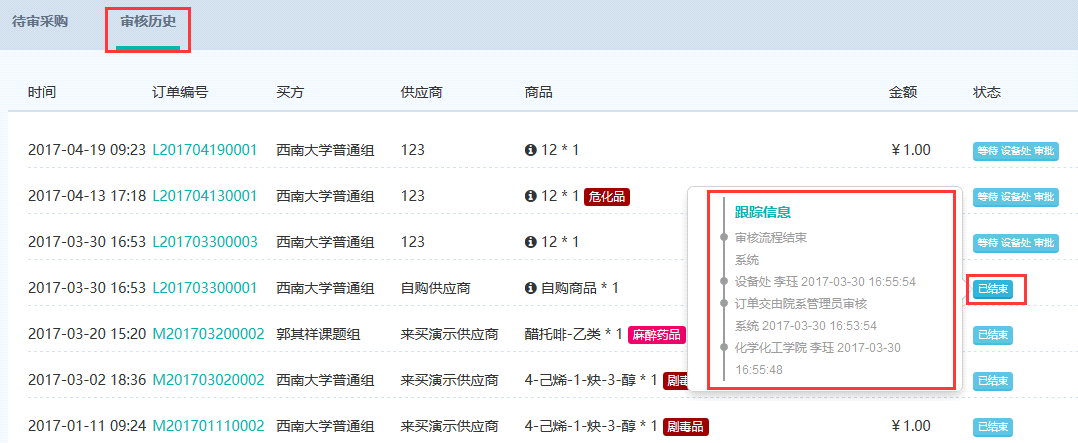 待审采购 审核历史
时间 订单编号 买方 供应商 商品 金额 状态
2017-04-19 09:23 L201704190001 西南大学普通组 123 12 * 1 ¥ 1.00 等待 设备处 审批
2017-04-13 17:18 L201704130001 西南大学普通组 123 12 * 1 危化品 等待 设备处 审批
2017-03-30 16:53 L201703300003 西南大学普通组 123 12 * 1 等待 设备处 审批
2017-03-30 16:53 L201703300001 西南大学普通组 自购供应商 自购商品 * 1 已结束
2017-03-20 15:20 M201703200002 郭其祥课题组 来买演示供应商 醋托啡-乙类 * 1 麻醉药品 已结束
2017-03-02 18:36 M201703020002 西南大学普通组 来买演示供应商 4-己烯-1-炔-3-醇 * 1 剧毒 已结束
2017-01-11 09:24 M201701110002 西南大学普通组 来买演示供应商 4-己烯-1-炔-3-醇 * 1 剧毒品 ¥ 1.00 已结束
跟踪信息
审核流程结束
系统
设备处 李珏 2017-03-30 16:55:54
订单交由院系管理员审核
系统 2017-03-30 16:53:54
化学化工学院 李珏 2017-03-30
16:55:48